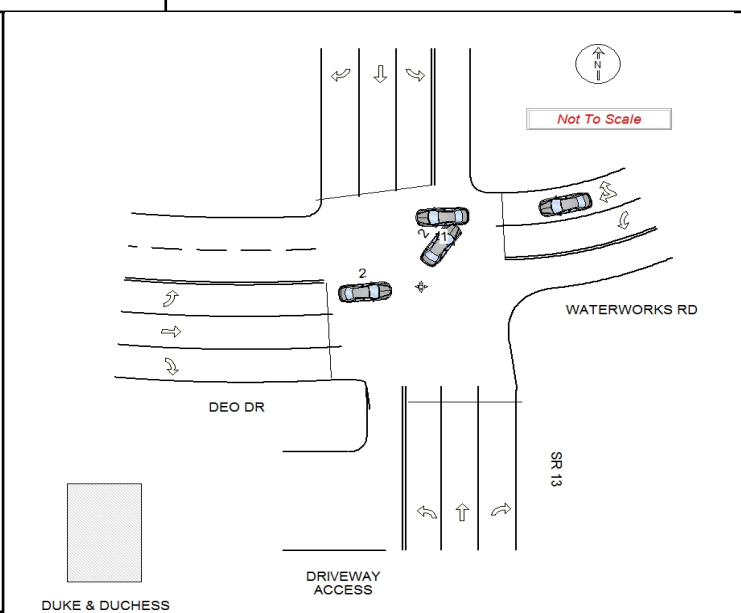 N
Not To Scale
2
1
2
WATERWORKS RD
DEO DR
SR 13
DRIVEWAY
ACCESS
DUKE & DUCHESS